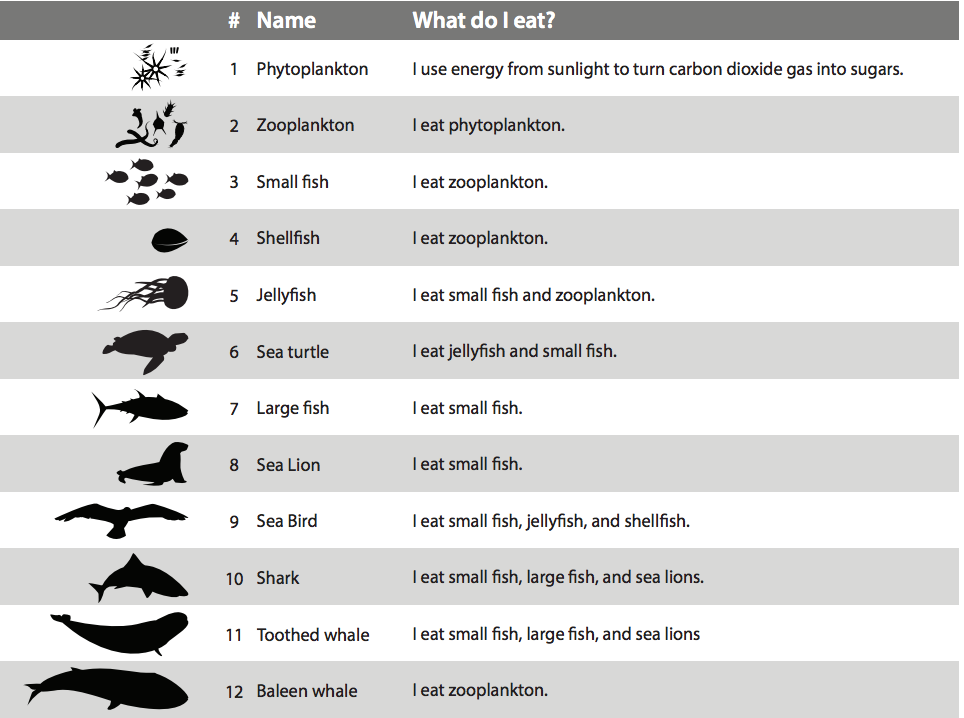 # Name What do I eat?
1 Phytoplankton I use energy from sunlight to turn carbon dioxide gas into sugars.
2 Zooplankton I eat phytoplankton.
3 Small fish I eat zooplankton.
4 Shellfish I eat zooplankton.
5 Jellyfish I eat small fish and zooplankton.
6 Sea turtle I eat jellyfish and small fish.
7 Large fish I eat small fish.
8 Sea Lion I eat small fish.
9 Sea Bird I eat small fish, jellyfish, and shellfish.
10 Shark I eat small fish, large fish, and sea lions.
11 Toothed whale I eat small fish, large fish, and sea lions
12 Baleen whale I eat zooplankton.